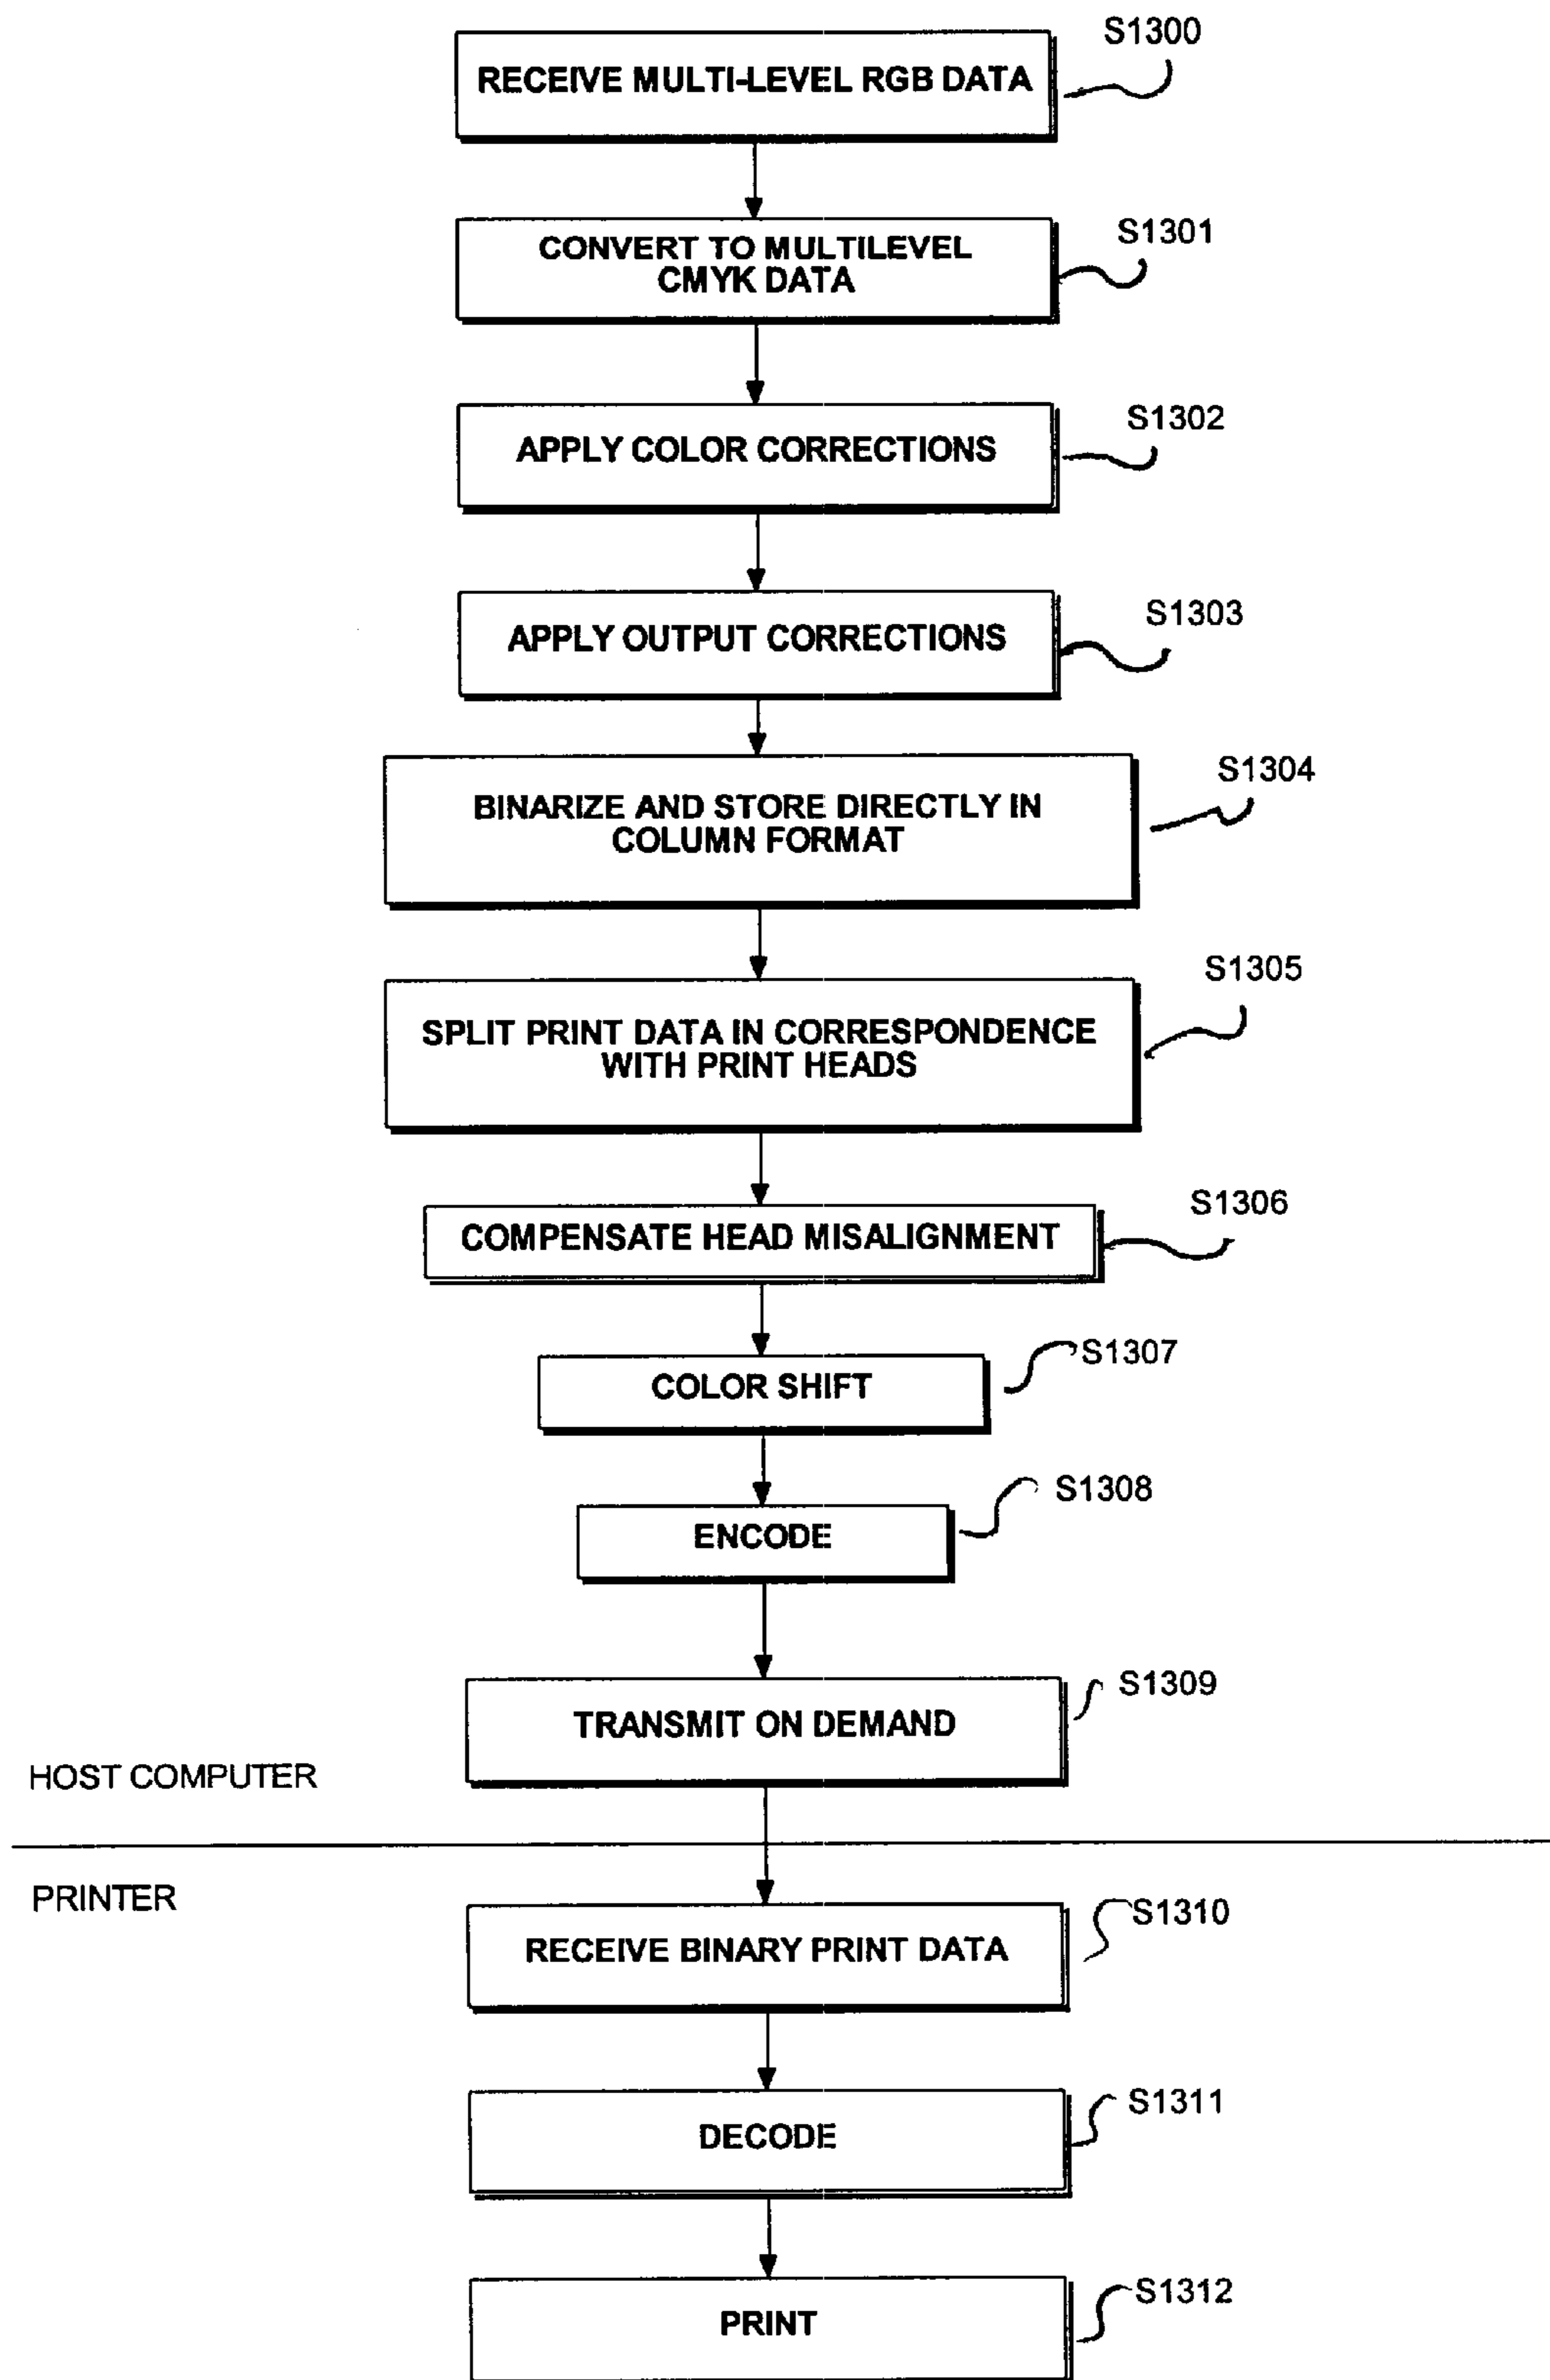 S1300
RECEIVE MULTI-LEVEL RGB DATA
S1301
CONVERT TO MULTILEVEL
CMYK DATA
S1302
APPLY COLOR CORRECTIONS
S1303
APPLY OUTPUT CORRECTIONS
S1304
BINARIZE AND STORE DIRECTLY IN
COLUMN FORMAT
S1305
SPLIT PRINT DATA IN CORRESPONDENCE
WITH PRINT HEADS
S1306
COMPENSATE HEAD MISALIGNMENT
S1307
COLOR SHIFT
S1308
ENCODE
S1309
TRANSMIT ON DEMAND
HOST COMPUTER
PRINTER
S1310
RECEIVE BINARY PRINT DATA
S1311
DECODE
S1312
PRINT